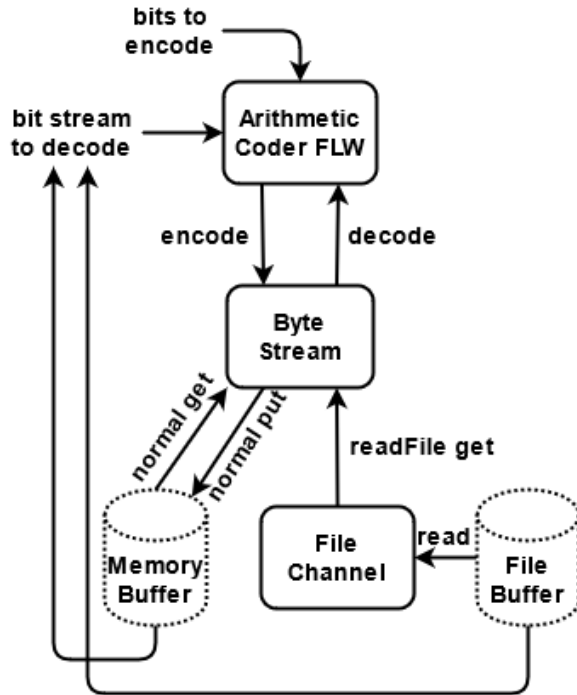 bits to
encode
bit stream
to decode
Arithmetic
Coder FLW
encode
decode
Byte
Stream
normal get
normal put
readFile get
Memory
Buffer
File
Channel
read
File
Buffer